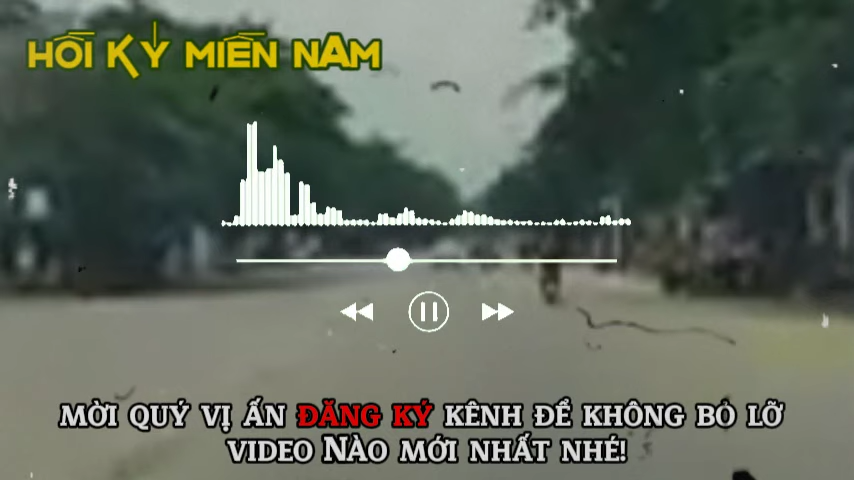 HỒI KÝ MIỀN NAM
MỜI QUÝ VỊ ẤN ĐĂNG KÝ KÊNH ĐỂ KHÔNG BỎ LỠ
VIDEO NÀO MỚI NHẤT NHÉ!